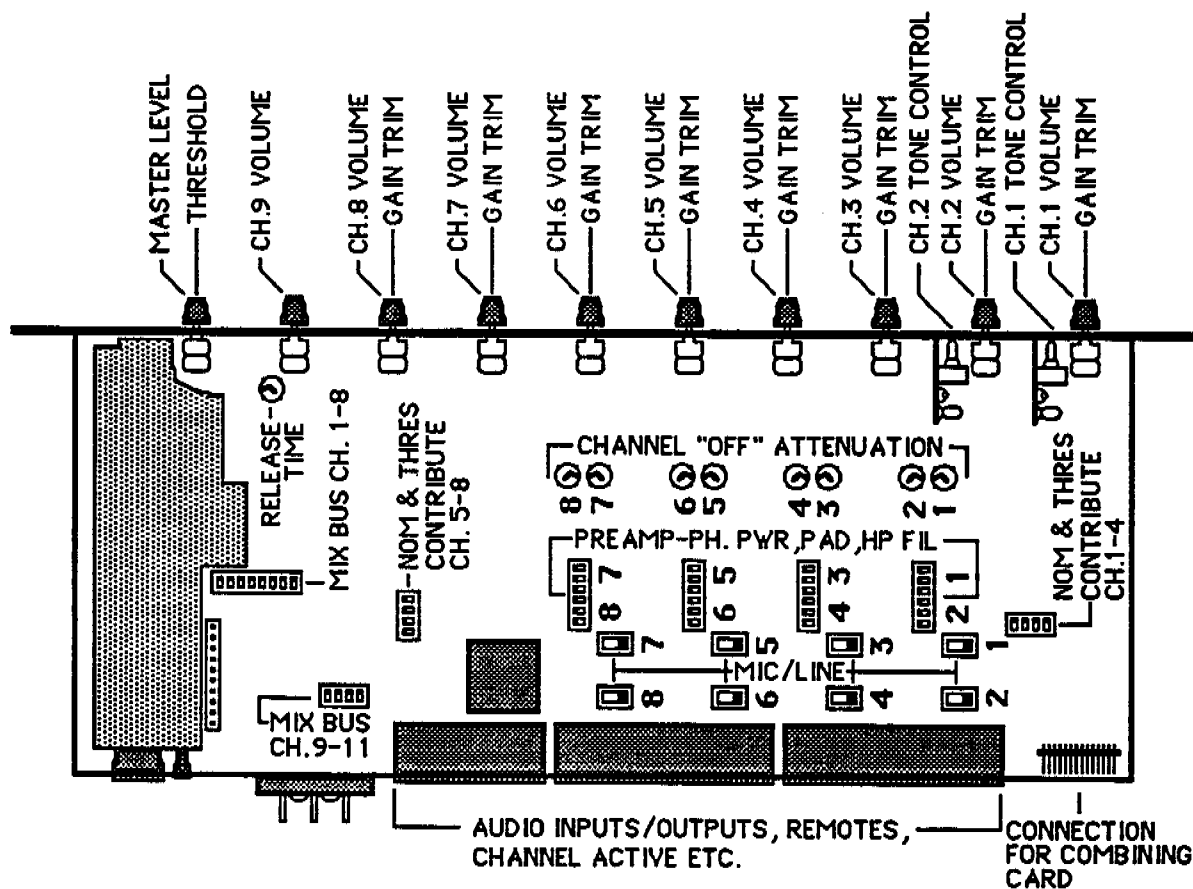 MASTER LEVEL
THRESHOLD
CH.9 VOLUME
CH.8 VOLUME
GAIN TRIM
CH.7 VOLUME
GAIN TRIM
CH.6 VOLUME
GAIN TRIM
CH.5 VOLUME
GAIN TRIM
CH.4 VOLUME
GAIN TRIM
CH.3 VOLUME
GAIN TRIM
CH.2 TONE CONTROL
CH.2 VOLUME
GAIN TRIM
CH.1 TONE CONTROL
CH.1 VOLUME
GAIN TRIM
RELEASE
TIME
MIX BUS CH. 1-8
NOM & THRES
CONTRIBUTE
CH. 5-8
CHANNEL "OFF" ATTENUATION
8 7 6 5 4 3 2 1
PREAMP-PH. PWR,PAD,HP FIL
8 7 6 5 4 3 2 1
NOM & THRES
CONTRIBUTE
CH.1-4
7 5 3 1
MIC/LINE
8 6 4 2
MIX BUS
CH.9-11
AUDIO INPUTS/OUTPUTS, REMOTES,
CHANNEL ACTIVE ETC.
CONNECTION
FOR COMBINING
CARD